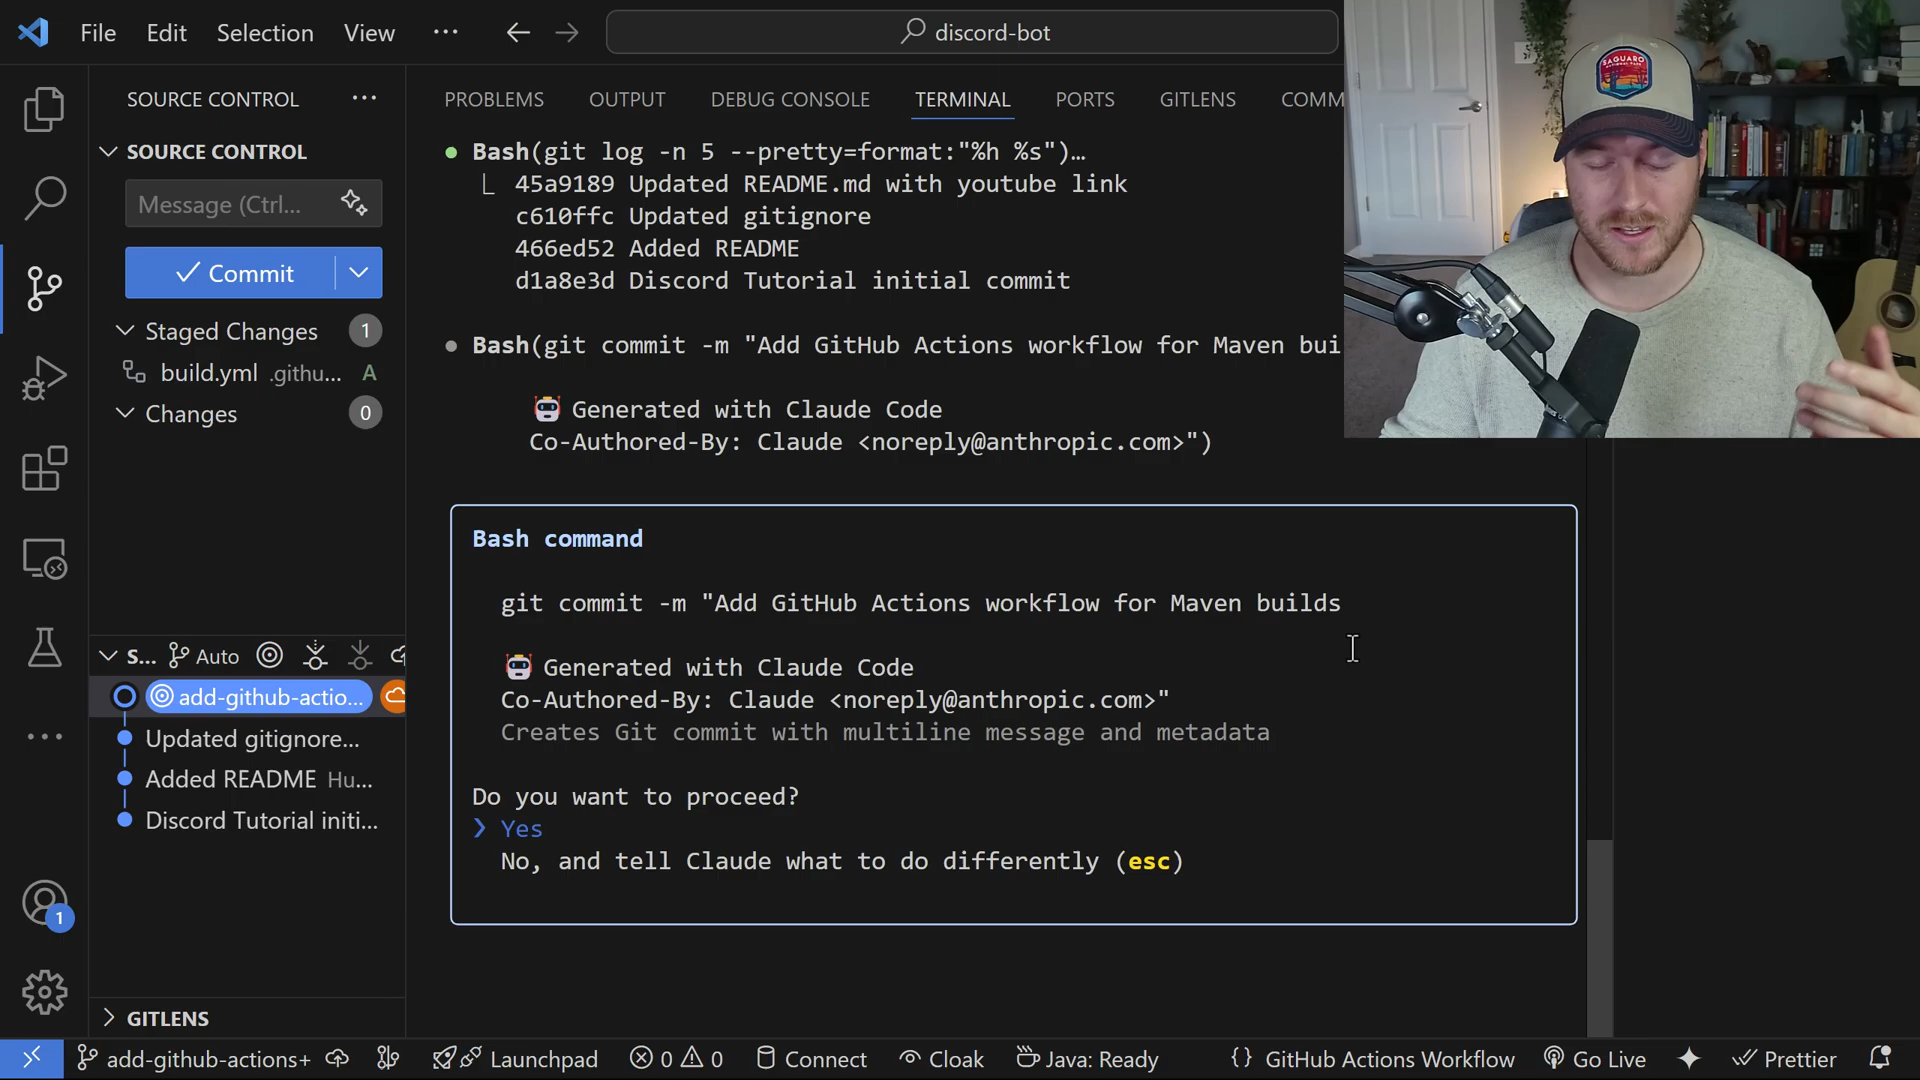 File Edit Selection View ··· discord-bot
SOURCE CONTROL ···
SOURCE CONTROL
Message (Ctrl...
Commit
Staged Changes 1
build.yml .githu... A
Changes 0
S... Auto
add-github-actio...
Updated gitignore...
Added README Hu...
Discord Tutorial initi...
GITLENS
1
PROBLEMS OUTPUT DEBUG CONSOLE TERMINAL PORTS GITLENS COMM
Bash(git log -n 5 --pretty=format:"%h %s")…
45a9189 Updated README.md with youtube link
c610ffc Updated gitignore
466ed52 Added README
d1a8e3d Discord Tutorial initial commit
Bash(git commit -m "Add GitHub Actions workflow for Maven bui
Generated with Claude Code
Co-Authored-By: Claude <noreply@anthropic.com>")
Bash command
git commit -m "Add GitHub Actions workflow for Maven builds
Generated with Claude Code
Co-Authored-By: Claude <noreply@anthropic.com>"
Creates Git commit with multiline message and metadata
Do you want to proceed?
❯ Yes
No, and tell Claude what to do differently (esc)
SAGUARO
NATIONAL PARK
add-github-actions+ Launchpad 0 0 Connect Cloak Java: Ready {} GitHub Actions Workflow Go Live Prettier